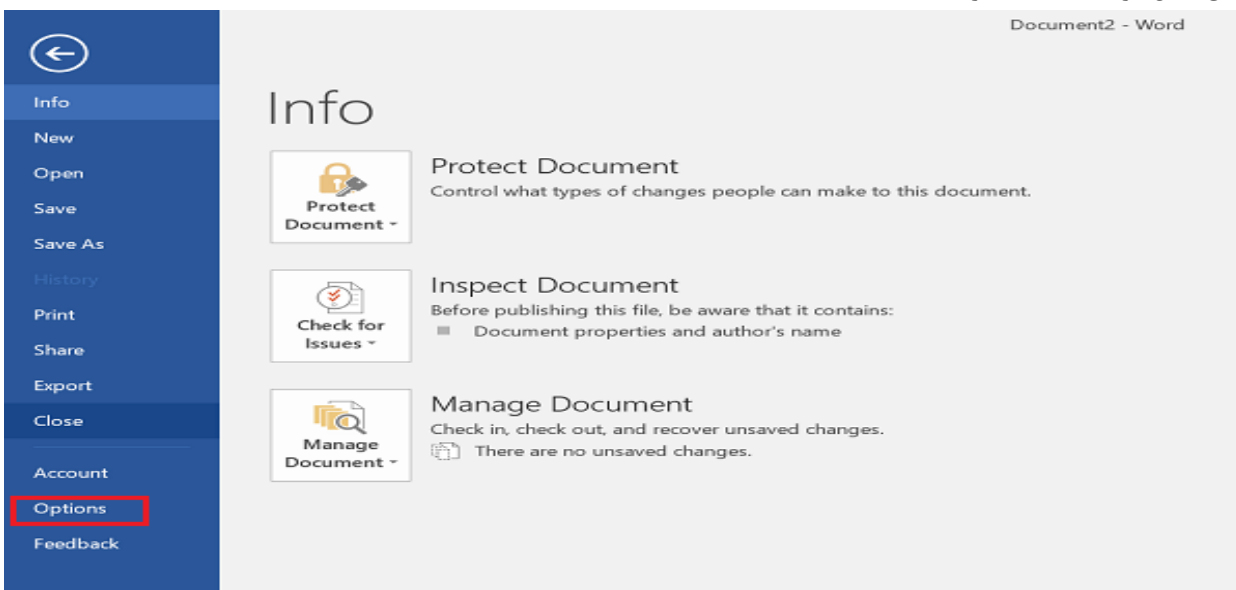 Document2 - Word
Info
New
Open
Save
Save As
History
Print
Share
Export
Close
Account
Options
Feedback
Info
Protect
Document
Protect Document
Control what types of changes people can make to this document.
Check for
Issues
Inspect Document
Before publishing this file, be aware that it contains:
Document properties and author's name
Manage
Document
Manage Document
Check in, check out, and recover unsaved changes.
There are no unsaved changes.